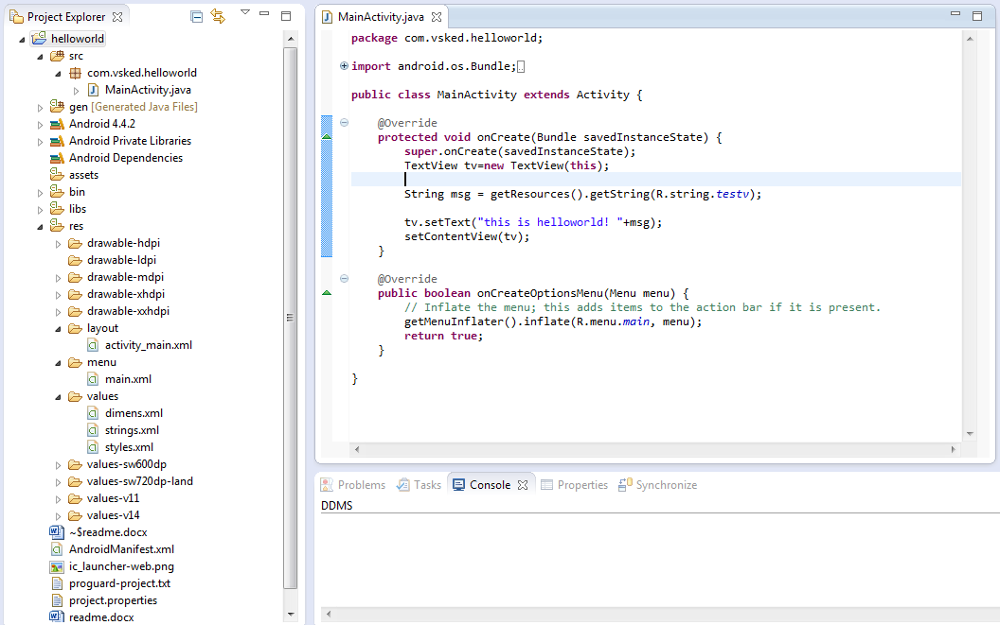 Project Explorer
helloworld
src
com.vsked.helloworld
MainActivity.java
gen [Generated Java Files]
Android 4.4.2
Android Private Libraries
Android Dependencies
assets
bin
libs
res
drawable-hdpi
drawable-ldpi
drawable-mdpi
drawable-xhdpi
drawable-xxhdpi
layout
activity_main.xml
menu
main.xml
values
dimens.xml
strings.xml
styles.xml
values-sw600dp
values-sw720dp-land
values-v11
values-v14
~$readme.docx
AndroidManifest.xml
ic_launcher-web.png
proguard-project.txt
project.properties
readme.docx
MainActivity.java
package com.vsked.helloworld;
import android.os.Bundle;
public class MainActivity extends Activity {
@Override
protected void onCreate(Bundle savedInstanceState) {
super.onCreate(savedInstanceState);
TextView tv=new TextView(this);
String msg = getResources().getString(R.string.testv);
tv.setText("this is helloworld! "+msg);
setContentView(tv);
}
@Override
public boolean onCreateOptionsMenu(Menu menu) {
// Inflate the menu; this adds items to the action bar if it is present.
getMenuInflater().inflate(R.menu.main, menu);
return true;
}
}
Problems Tasks Console Properties Synchronize
DDMS